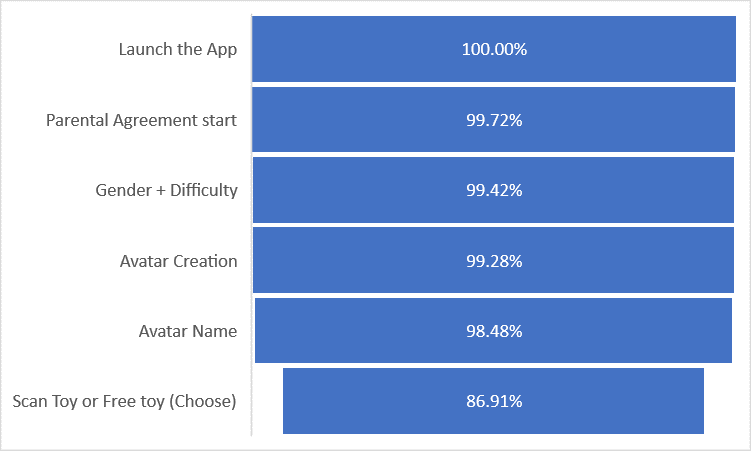 Launch the App 100.00%
Parental Agreement start 99.72%
Gender + Difficulty 99.42%
Avatar Creation 99.28%
Avatar Name 98.48%
Scan Toy or Free toy (Choose) 86.91%